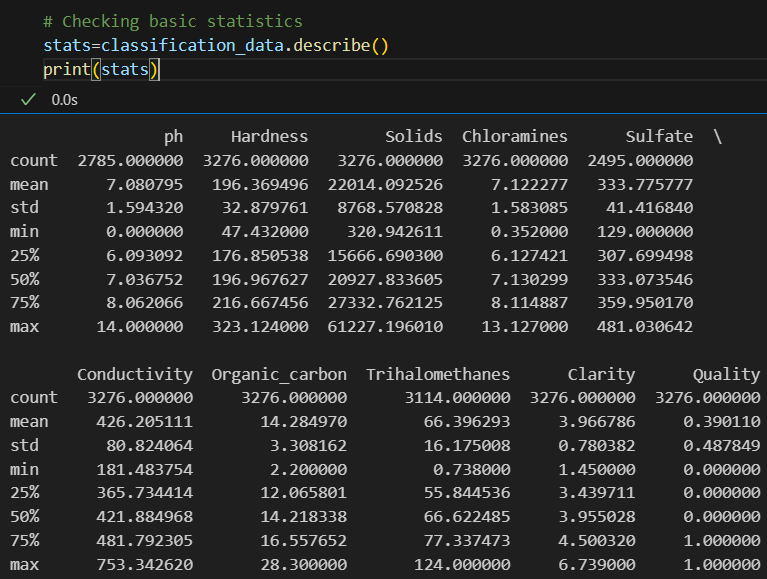 # Checking basic statistics
stats=classification_data.describe()
print(stats)
0.0s
ph Hardness Solids Chloramines Sulfate \
count 2785.000000 3276.000000 3276.000000 3276.000000 2495.000000
mean 7.080795 196.369496 22014.092526 7.122277 333.775777
std 1.594320 32.879761 8768.570828 1.583085 41.416840
min 0.000000 47.432000 320.942611 0.352000 129.000000
25% 6.093092 176.850538 15666.690300 6.127421 307.699498
50% 7.036752 196.967627 20927.833605 7.130299 333.073546
75% 8.062066 216.667456 27332.762125 8.114887 359.950170
max 14.000000 323.124000 61227.196010 13.127000 481.030642
Conductivity Organic_carbon Trihalomethanes Clarity Quality
count 3276.000000 3276.000000 3114.000000 3276.000000 3276.000000
mean 426.205111 14.284970 66.396293 3.966786 0.390110
std 80.824064 3.308162 16.175008 0.780382 0.487849
min 181.483754 2.200000 0.738000 1.450000 0.000000
25% 365.734414 12.065801 55.844536 3.439711 0.000000
50% 421.884968 14.218338 66.622485 3.955028 0.000000
75% 481.792305 16.557652 77.337473 4.500320 1.000000
max 753.342620 28.300000 124.000000 6.739000 1.000000